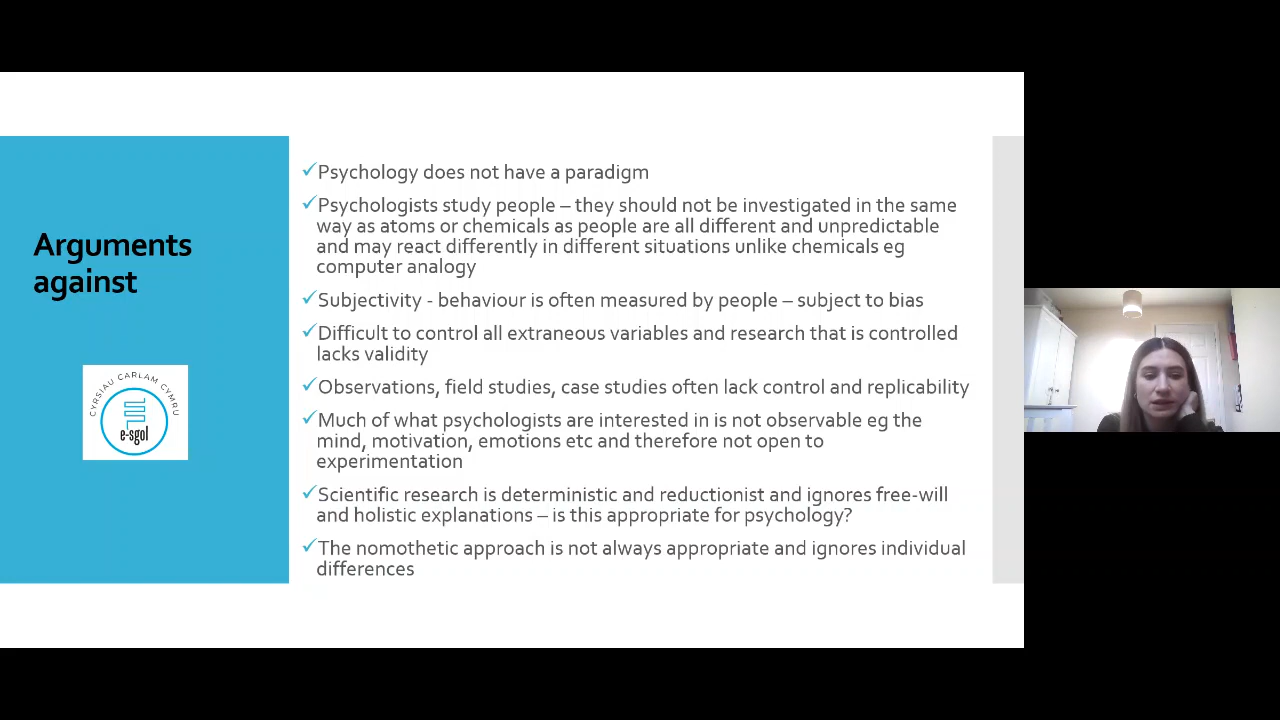 Arguments
against
CYRSIAU CARLAM CYMRU
e-sgol
✓Psychology does not have a paradigm
✓Psychologists study people – they should not be investigated in the same
way as atoms or chemicals as people are all different and unpredictable
and may react differently in different situations unlike chemicals eg
computer analogy
✓Subjectivity - behaviour is often measured by people – subject to bias
✓Difficult to control all extraneous variables and research that is controlled
lacks validity
✓Observations, field studies, case studies often lack control and replicability
✓Much of what psychologists are interested in is not observable eg the
mind, motivation, emotions etc and therefore not open to
experimentation
✓Scientific research is deterministic and reductionist and ignores free-will
and holistic explanations – is this appropriate for psychology?
✓The nomothetic approach is not always appropriate and ignores individual
differences